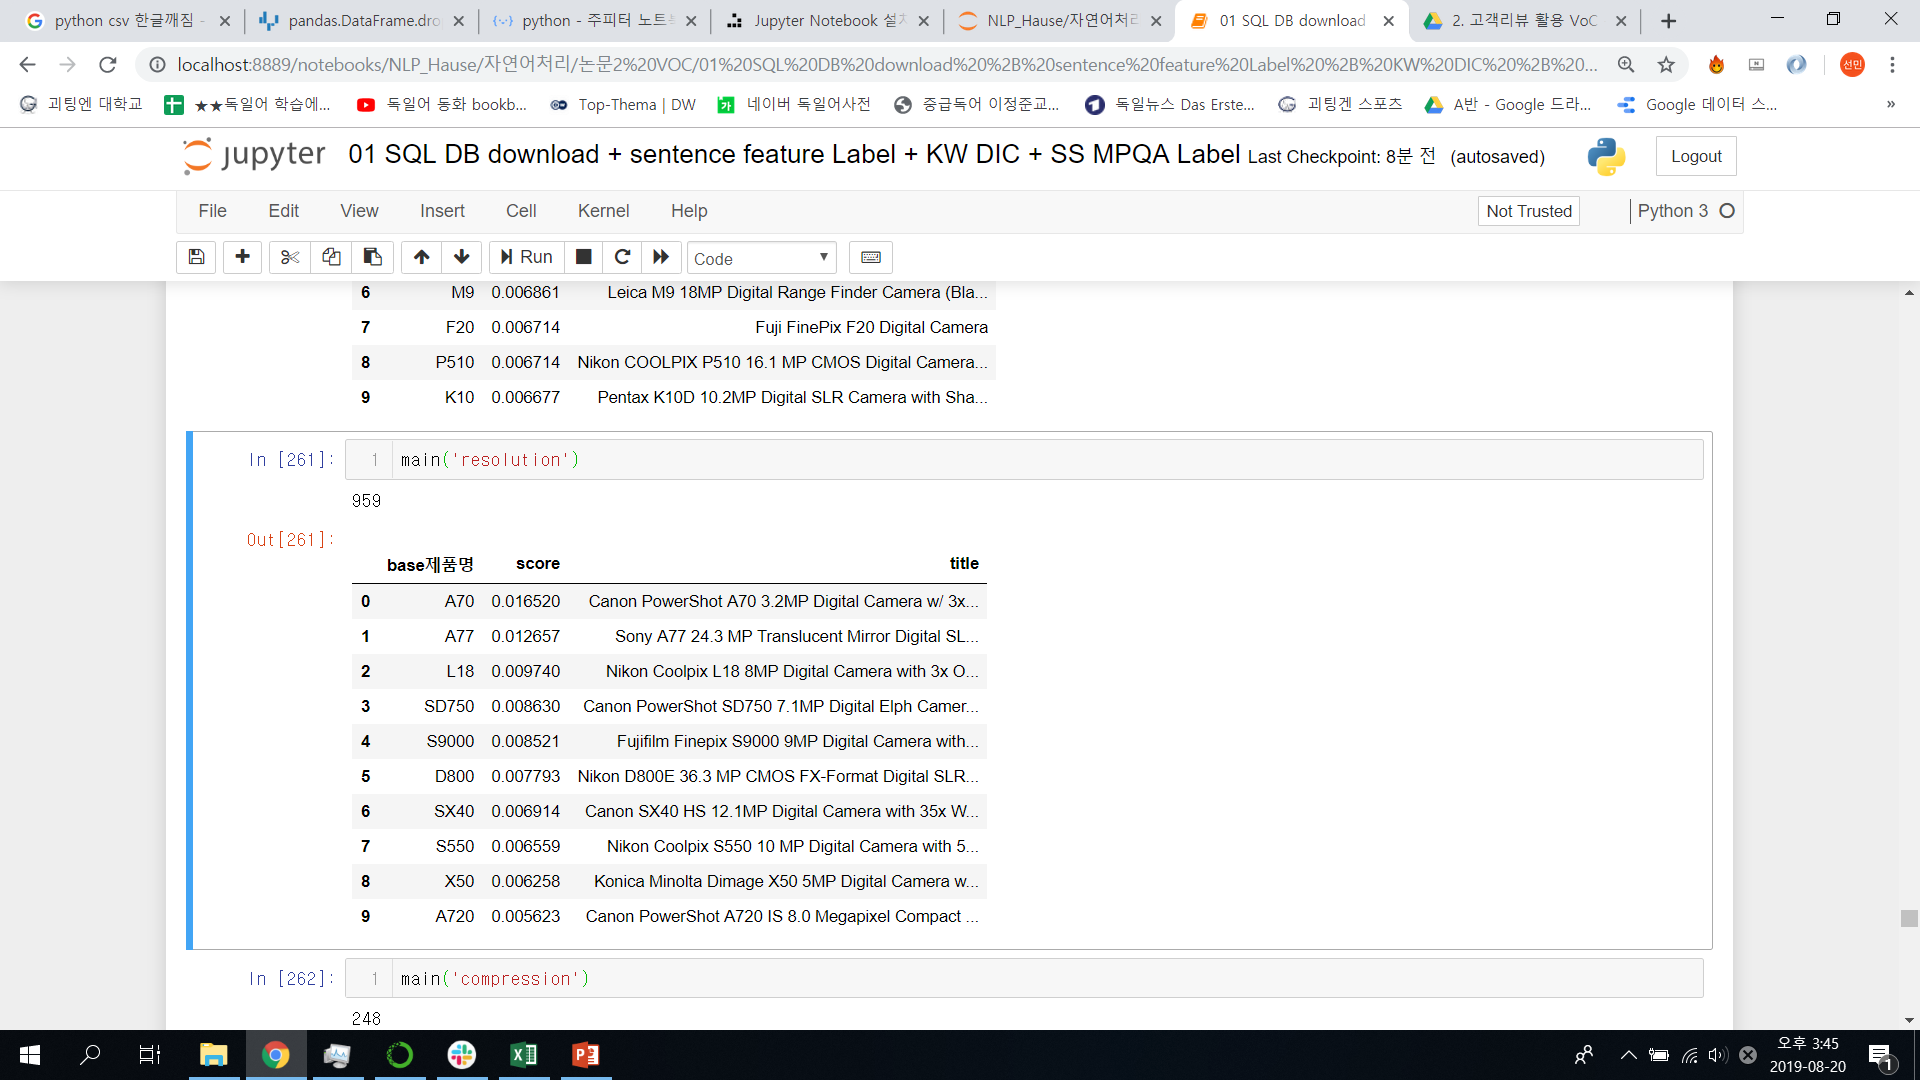 python csv 한글깨짐 -
pandas.DataFrame.dro
python - 주피터 노트북
Jupyter Notebook 설치
NLP_Hause/자연어처리
01 SQL DB download
2. 고객리뷰 활용 VoC
localhost:8889/notebooks/NLP_Hause/자연어처리/논문2%20VOC/01%20SQL%20DB%20download%20%2B%20sentence%20feature%20Label%20%2B%20KW%20DIC%20%2B%20...
선민
괴팅엔 대학교
★★독일어 학습에...
독일어 동화 bookb...
Top-Thema | DW
네이버 독일어사전
중급독어 이정준교...
독일뉴스 Das Erste...
괴팅겐 스포츠
A반 - Google 드라...
Google 데이터 스...
»
jupyter 01 SQL DB download + sentence feature Label + KW DIC + SS MPQA Label Last Checkpoint: 8분 전 (autosaved)
Logout
File Edit View Insert Cell Kernel Help
Not Trusted
Python 3
Run
Code
6 M9 0.006861 Leica M9 18MP Digital Range Finder Camera (Bla...
7 F20 0.006714 Fuji FinePix F20 Digital Camera
8 P510 0.006714 Nikon COOLPIX P510 16.1 MP CMOS Digital Camera...
9 K10 0.006677 Pentax K10D 10.2MP Digital SLR Camera with Sha...
In [261]: 1 main('resolution')
959
Out[261]:
base제품명 score title
0 A70 0.016520 Canon PowerShot A70 3.2MP Digital Camera w/ 3x...
1 A77 0.012657 Sony A77 24.3 MP Translucent Mirror Digital SL...
2 L18 0.009740 Nikon Coolpix L18 8MP Digital Camera with 3x O...
3 SD750 0.008630 Canon PowerShot SD750 7.1MP Digital Elph Camer...
4 S9000 0.008521 Fujifilm Finepix S9000 9MP Digital Camera with...
5 D800 0.007793 Nikon D800E 36.3 MP CMOS FX-Format Digital SLR...
6 SX40 0.006914 Canon SX40 HS 12.1MP Digital Camera with 35x W...
7 S550 0.006559 Nikon Coolpix S550 10 MP Digital Camera with 5...
8 X50 0.006258 Konica Minolta Dimage X50 5MP Digital Camera w...
9 A720 0.005623 Canon PowerShot A720 IS 8.0 Megapixel Compact ...
In [262]: 1 main('compression')
248
오후 3:45
2019-08-20
1